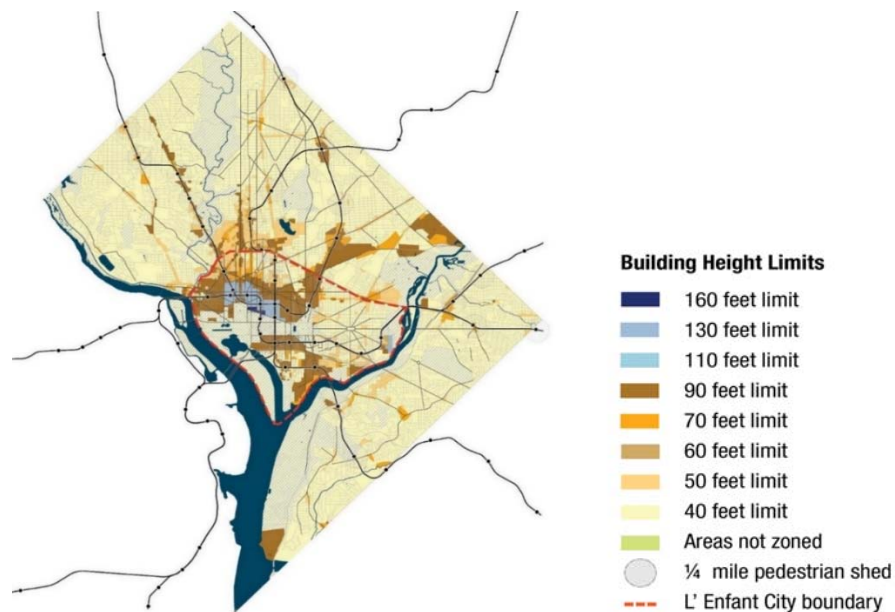 Building Height Limits
160 feet limit
130 feet limit
110 feet limit
90 feet limit
70 feet limit
60 feet limit
50 feet limit
40 feet limit
Areas not zoned
¼ mile pedestrian shed
L' Enfant City boundary